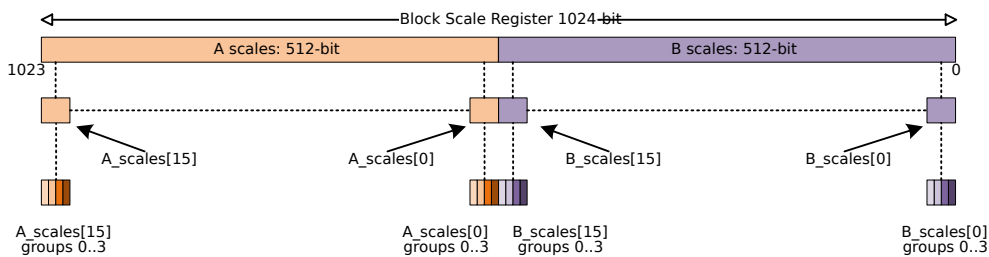 Block Scale Register 1024-bit
A scales: 512-bit
B scales: 512-bit
1023
0
A_scales[15]
A_scales[0]
B_scales[15]
B_scales[0]
A_scales[15]
groups 0..3
A_scales[0]
groups 0..3
B_scales[15]
groups 0..3
B_scales[0]
groups 0..3